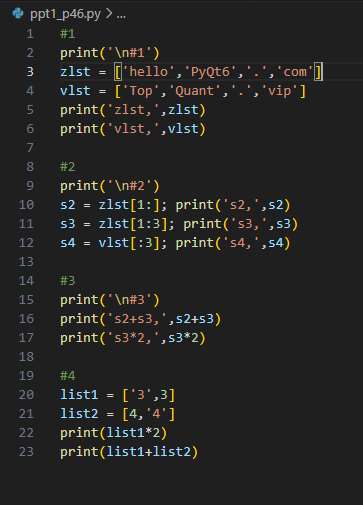 ppt1_p46.py > ...
1 #1
2 print('\n#1')
3 zlst = ['hello','PyQt6','.','com']
4 vlst = ['Top','Quant','.','vip']
5 print('zlst,',zlst)
6 print('vlst,',vlst)
7
8 #2
9 print('\n#2')
10 s2 = zlst[1:]; print('s2,',s2)
11 s3 = zlst[1:3]; print('s3,',s3)
12 s4 = vlst[:3]; print('s4,',s4)
13
14 #3
15 print('\n#3')
16 print('s2+s3,',s2+s3)
17 print('s3*2,',s3*2)
18
19 #4
20 list1 = ['3',3]
21 list2 = [4,'4']
22 print(list1*2)
23 print(list1+list2)